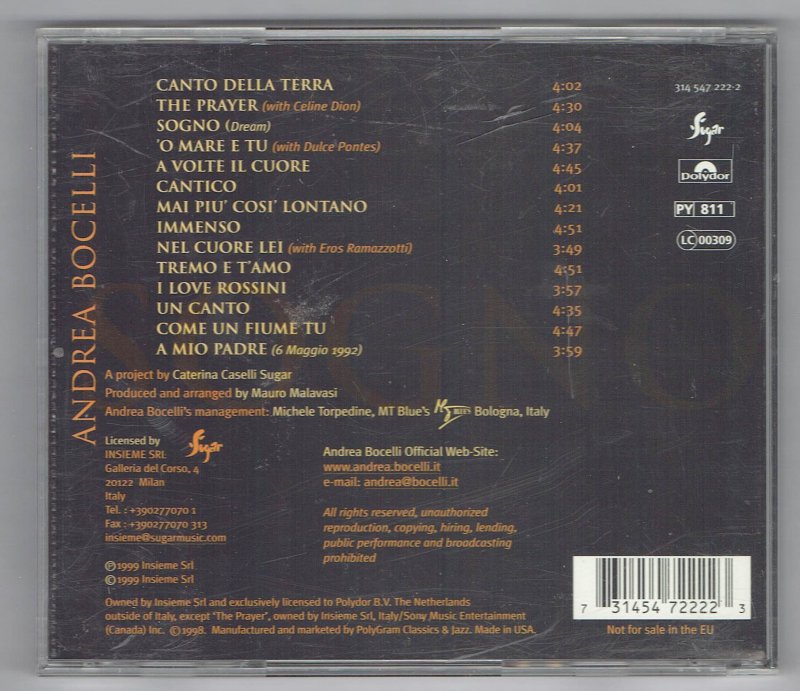 CANTO DELLA TERRA 4:02
THE PRAYER (with Celine Dion) 4:30
SOGNO (Dream) 4:04
'O MARE E TU (with Dulce Pontes) 4:37
A VOLTE IL CUORE 4:45
CANTICO 4:01
MAI PIU' COSI' LONTANO 4:21
IMMENSO 4:51
NEL CUORE LEI (with Eros Ramazzotti) 3:49
TREMO E T'AMO 4:51
I LOVE ROSSINI 3:57
UN CANTO 4:35
COME UN FIUME TU 4:47
A MIO PADRE (6 Maggio 1992) 3:59
314 547 222-2
Sugar
Polydor
PY 811
LC 00309
ANDREA BOCELLI
SOGNO
A project by Caterina Caselli Sugar
Produced and arranged by Mauro Malavasi
Andrea Bocelli's management: Michele Torpedine, MT Blue's MT BLUE'S Bologna, Italy
Licensed by Sugar
INSIEME SRL
Galleria del Corso, 4
20122 Milan
Italy
Tel. : +390277070 1
Fax : +390277070 313
insieme@sugarmusic.com
Andrea Bocelli Official Web-Site:
www.andrea.bocelli.it
e-mail: andrea@bocelli.it
All rights reserved, unauthorized
reproduction, copying, hiring, lending,
public performance and broadcasting
prohibited
℗1999 Insieme Srl
©1999 Insieme Srl
Owned by Insieme Srl and exclusively licensed to Polydor B.V. The Netherlands
outside of Italy, except 'The Prayer', owned by Insieme Srl, Italy/Sony Music Entertainment
(Canada) Inc. ©1998. Manufactured and marketed by PolyGram Classics & Jazz. Made in USA.
7 31454 72222 3
Not for sale in the EU